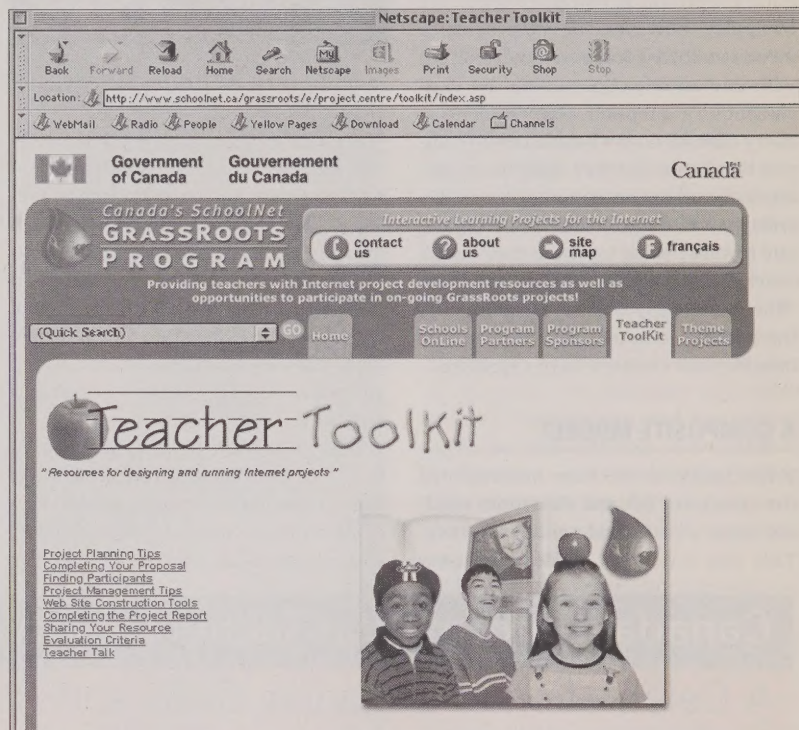 Netscape: Teacher Toolkit
Back Forward Reload Home Search Netscape Images Print Security Shop Stop
Location: http://www.schoolnet.ca/grassroots/e/project.centre/toolkit/index.asp
WebMail Radio People Yellow Pages Download Calendar Channels
Government of Canada
Gouvernement du Canada
Canada
Canada's SchoolNet
GRASSROOTS
PROGRAM
Interactive Learning Projects for the Internet
contact us
about us
site map
français
Providing teachers with Internet project development resources as well as
opportunities to participate in on-going GrassRoots projects!
(Quick Search) GO Home
Schools OnLine
Program Partners
Program Sponsors
Teacher ToolKit
Theme Projects
Teacher ToolKit
" Resources for designing and running Internet projects "
Project Planning Tips
Completing Your Proposal
Finding Participants
Project Management Tips
Web Site Construction Tools
Completing the Project Report
Sharing Your Resource
Evaluation Criteria
Teacher Talk